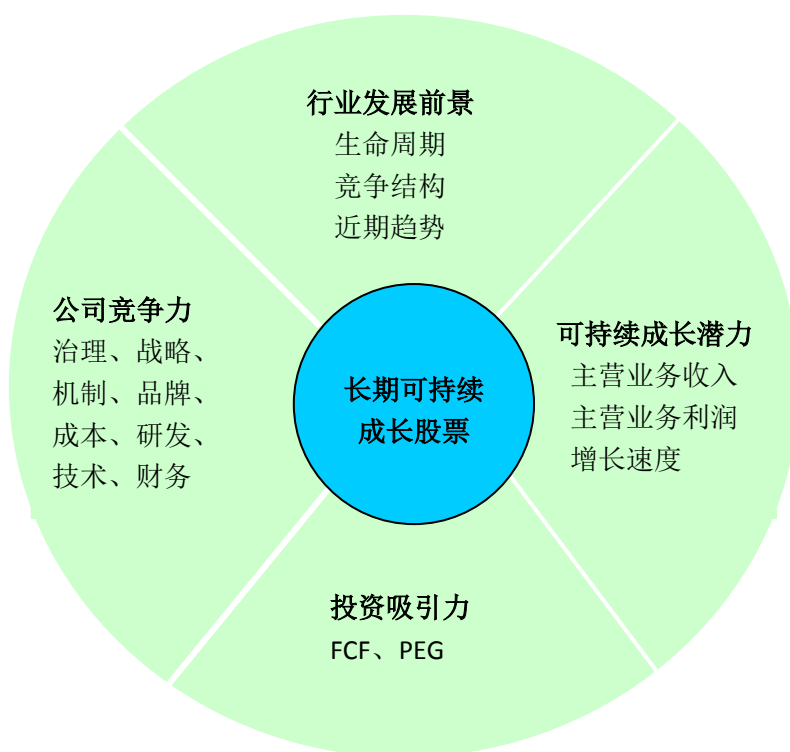 行业发展前景
生命周期
竞争结构
近期趋势
公司竞争力
治理、战略、
机制、品牌、
成本、研发、
技术、财务
长期可持续
成长股票
可持续成长潜力
主营业务收入
主营业务利润
增长速度
投资吸引力
FCF、PEG